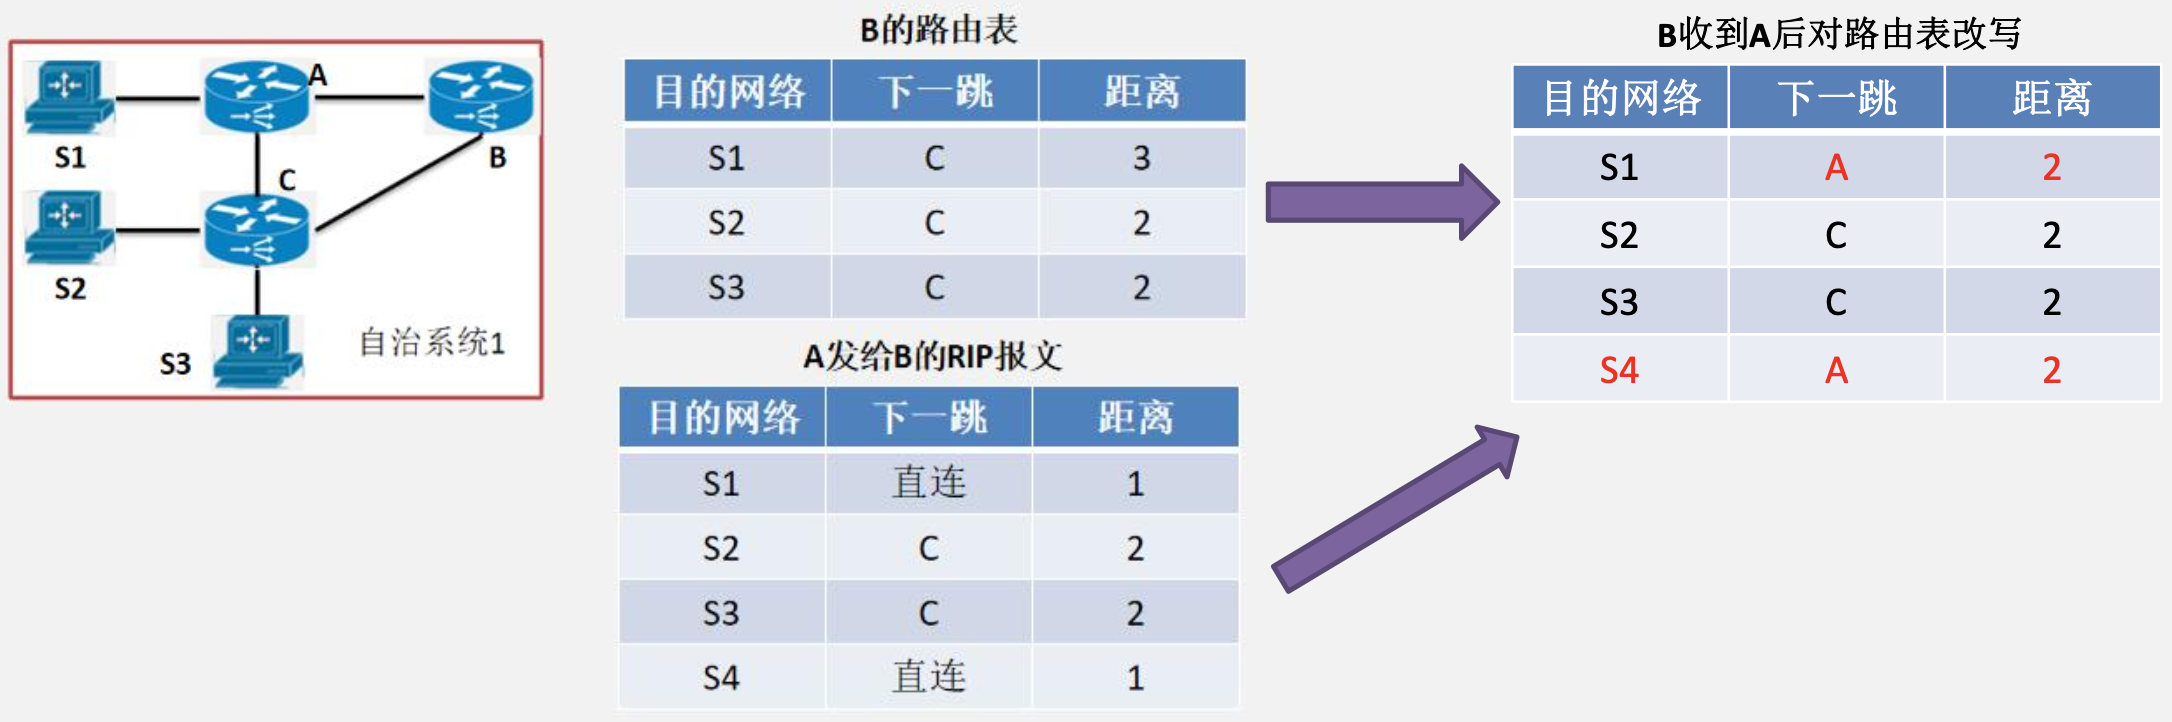 A
B
S1
C
S2
S3
自治系统1
B的路由表
目的网络 下一跳 距离
S1 C 3
S2 C 2
S3 C 2
A发给B的RIP报文
目的网络 下一跳 距离
S1 直连 1
S2 C 2
S3 C 2
S4 直连 1
B收到A后对路由表改写
目的网络 下一跳 距离
S1 A 2
S2 C 2
S3 C 2
S4 A 2